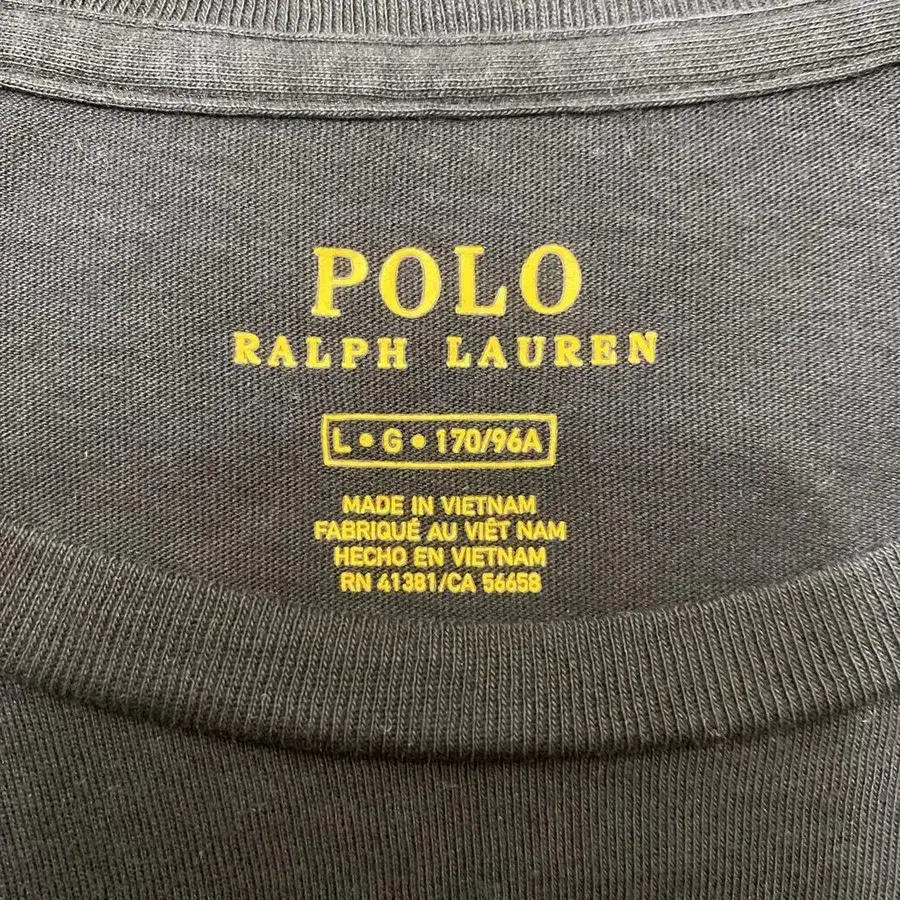 POLO
RALPH LAUREN
L • G • 170/96A
MADE IN VIETNAM
FABRIQUÉ AU VIÊT NAM
HECHO EN VIETNAM
RN 41381/CA 56658